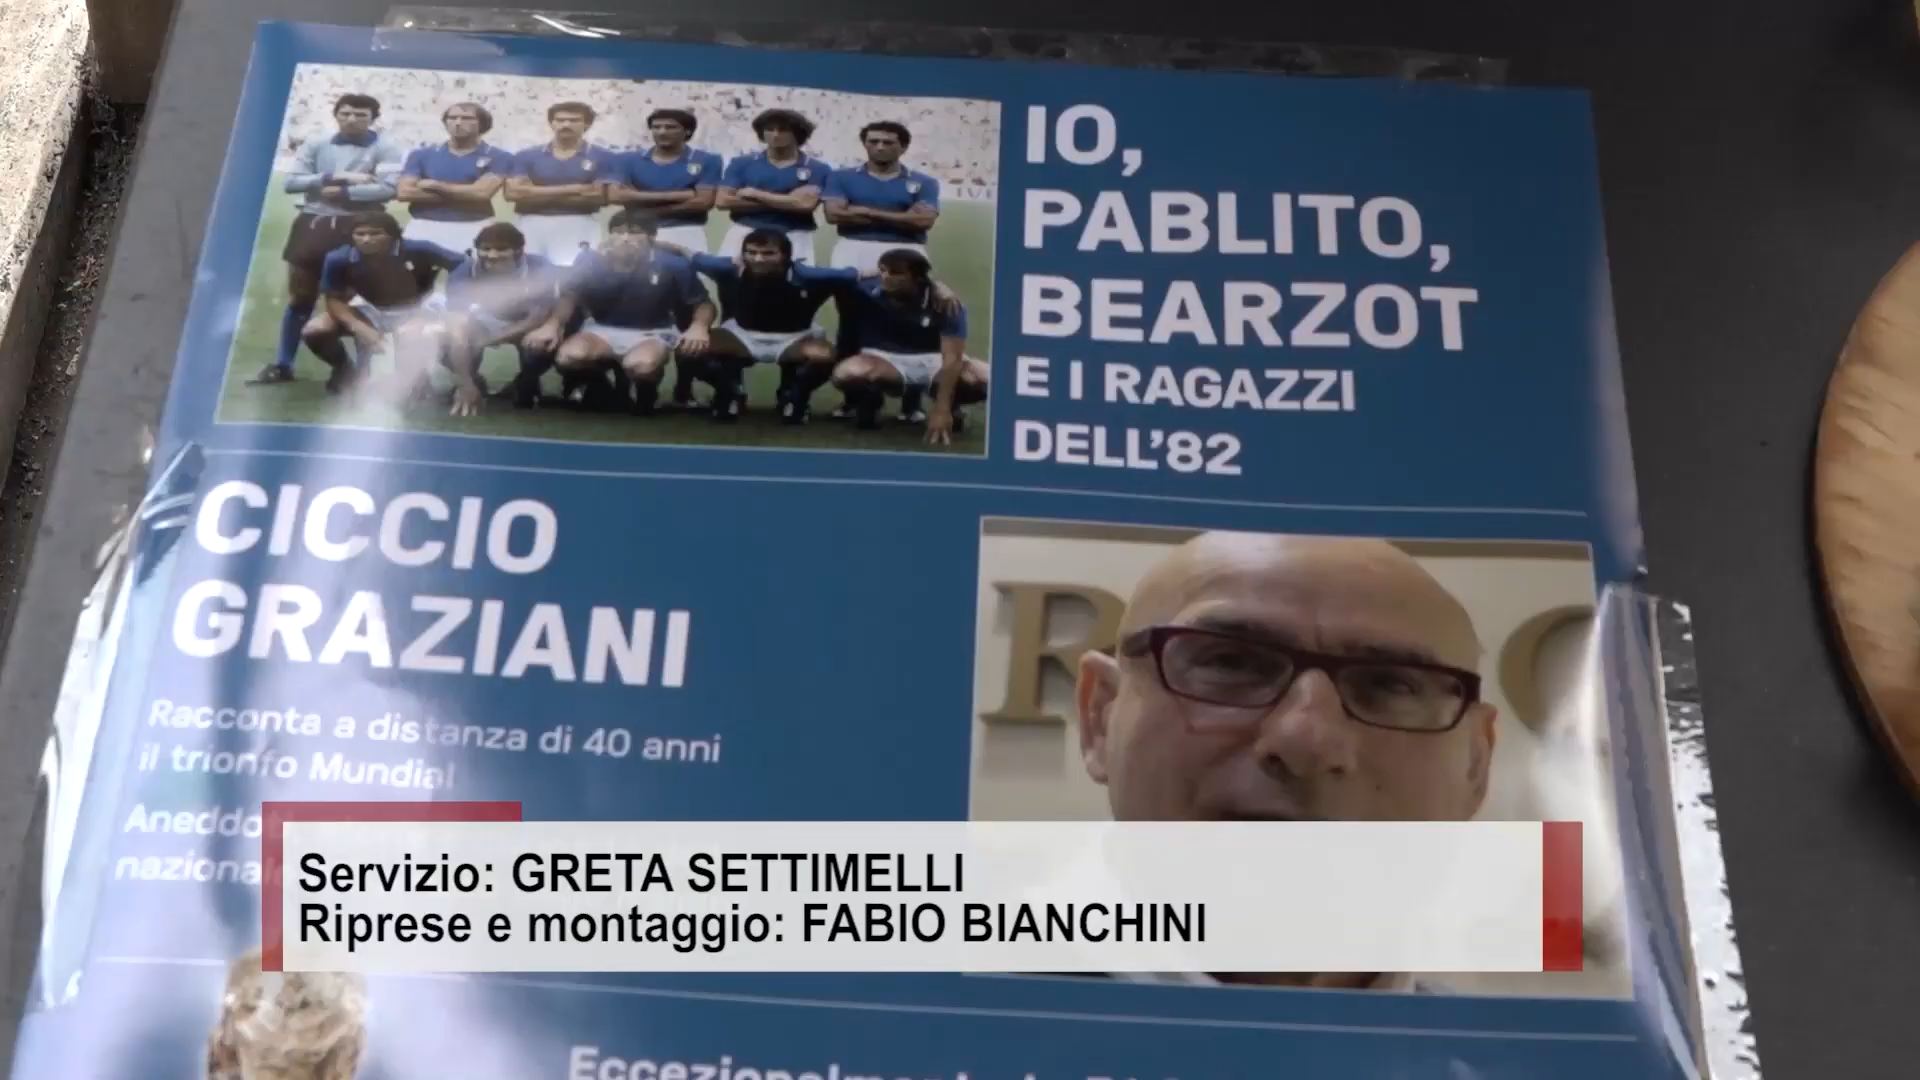 IO,
PABLITO,
BEARZOT
E I RAGAZZI
DELL'82
CICCIO
GRAZIANI
Racconta a distanza di 40 anni
il trionfo Mundial
Servizio: GRETA SETTIMELLI
Riprese e montaggio: FABIO BIANCHINI